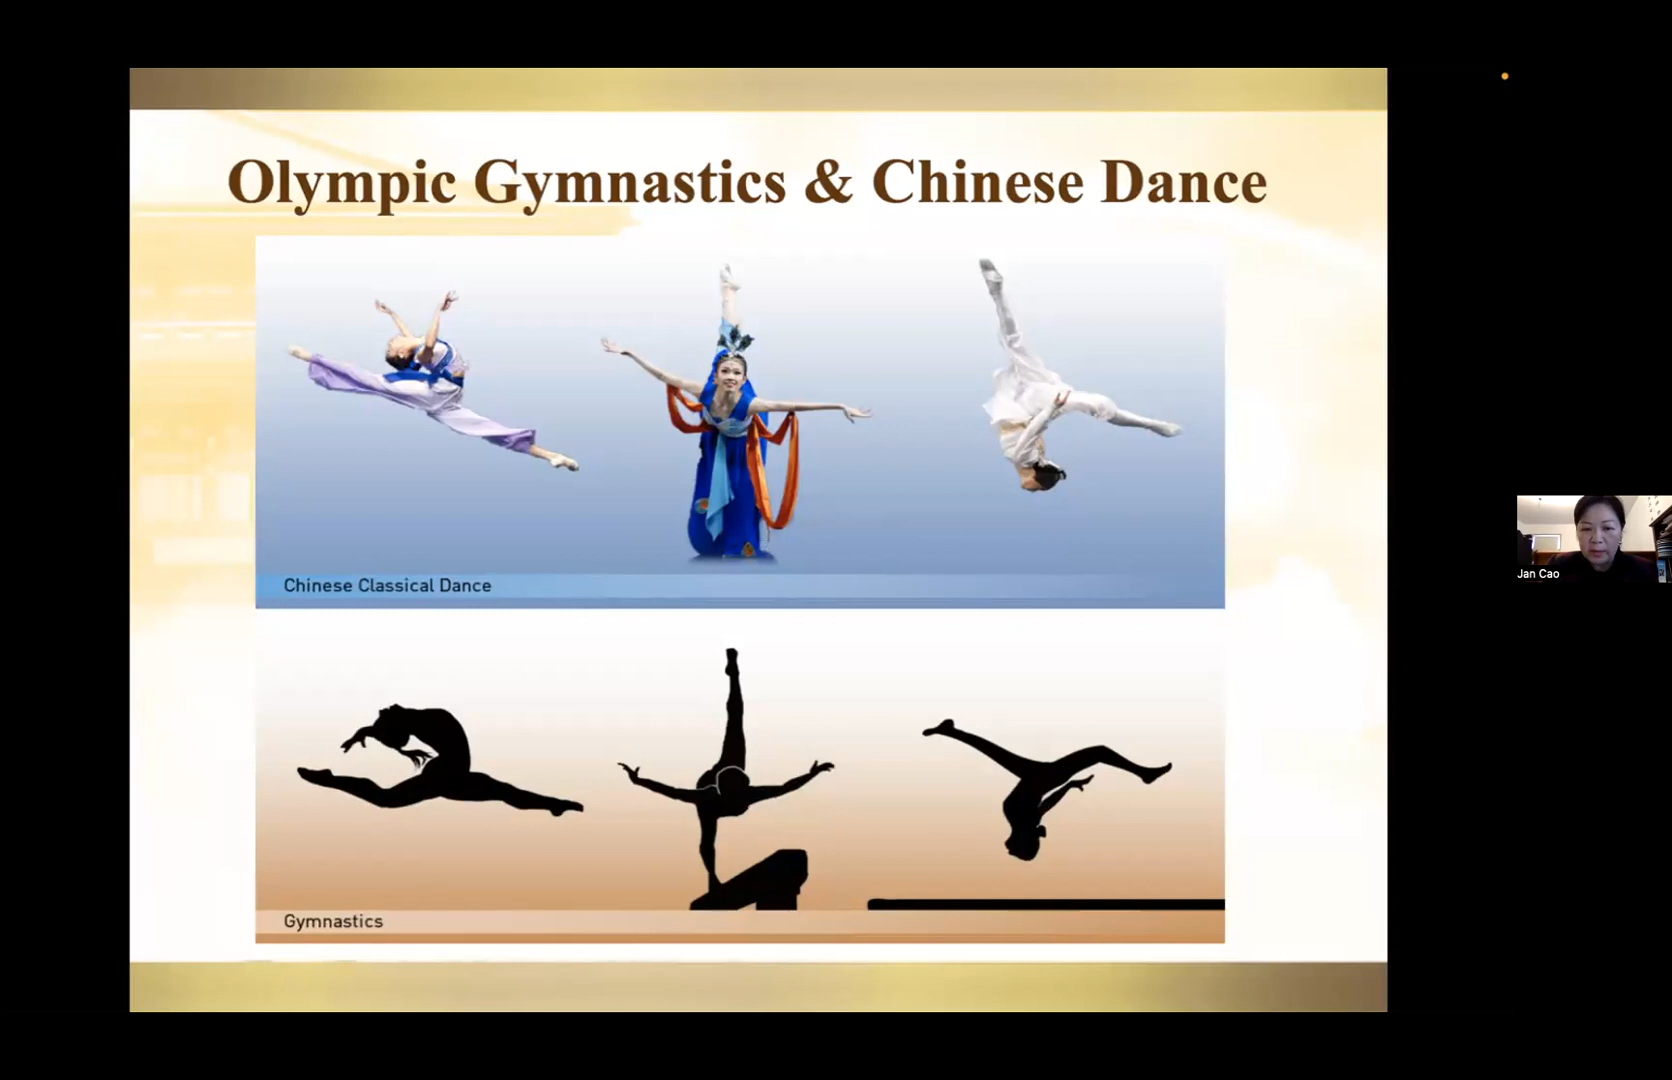 Olympic Gymnastics & Chinese Dance
Chinese Classical Dance
Jan Cao
Gymnastics